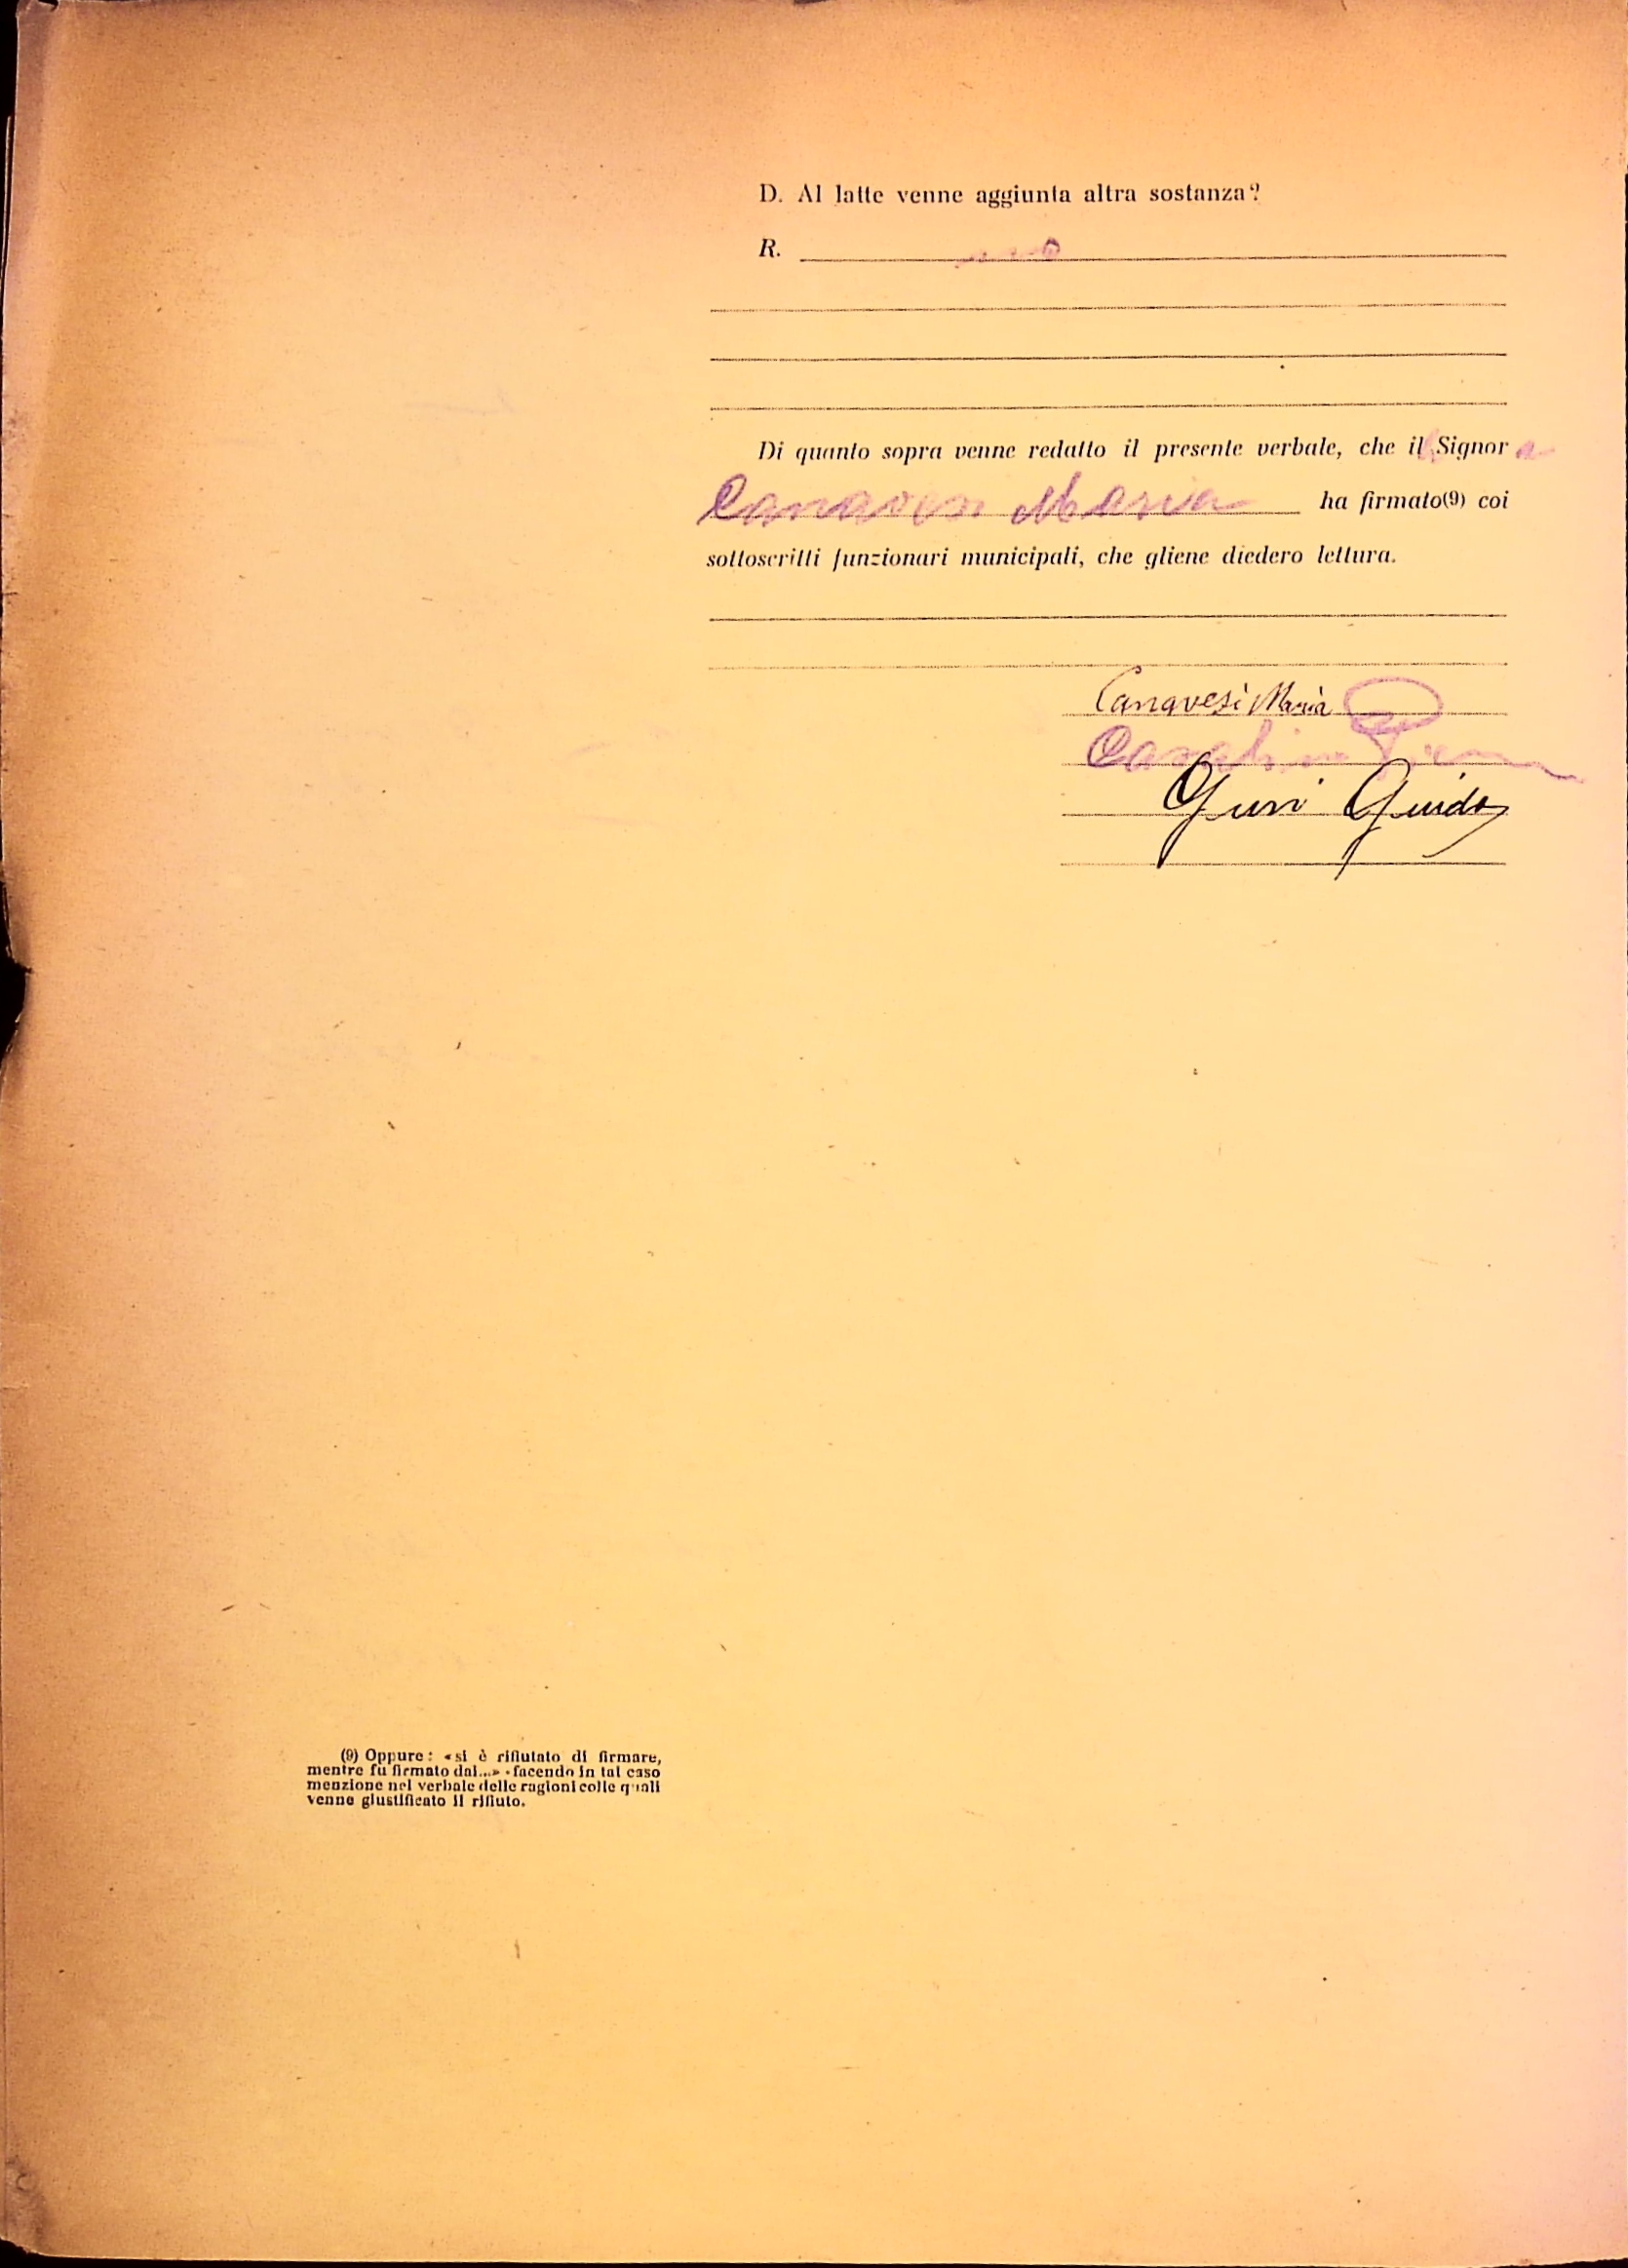 D. Al latte venne aggiunta altra sostanza?
R. no
Di quanto sopra venne redatto il presente verbale, che il Signor a
Canavesi Maria ha firmato(9) coi
sottoscritti funzionari municipali, che gliene diedero lettura.
Canavesi Maria
Guido
(9) Oppure: «si è rifiutato di firmare,
mentre fu firmato dai...» - facendo in tal caso
menzione nel verbale delle ragioni colle quali
venne giustificato il rifiuto.